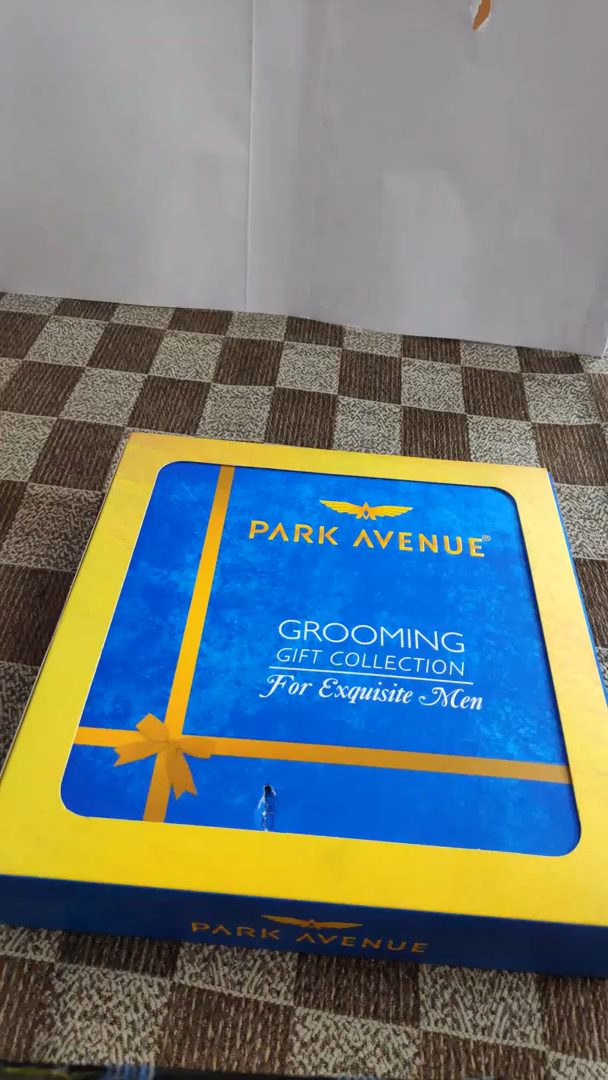 PARK AVENUE®
GROOMING
GIFT COLLECTION
For Exquisite Men
PARK AVENUE